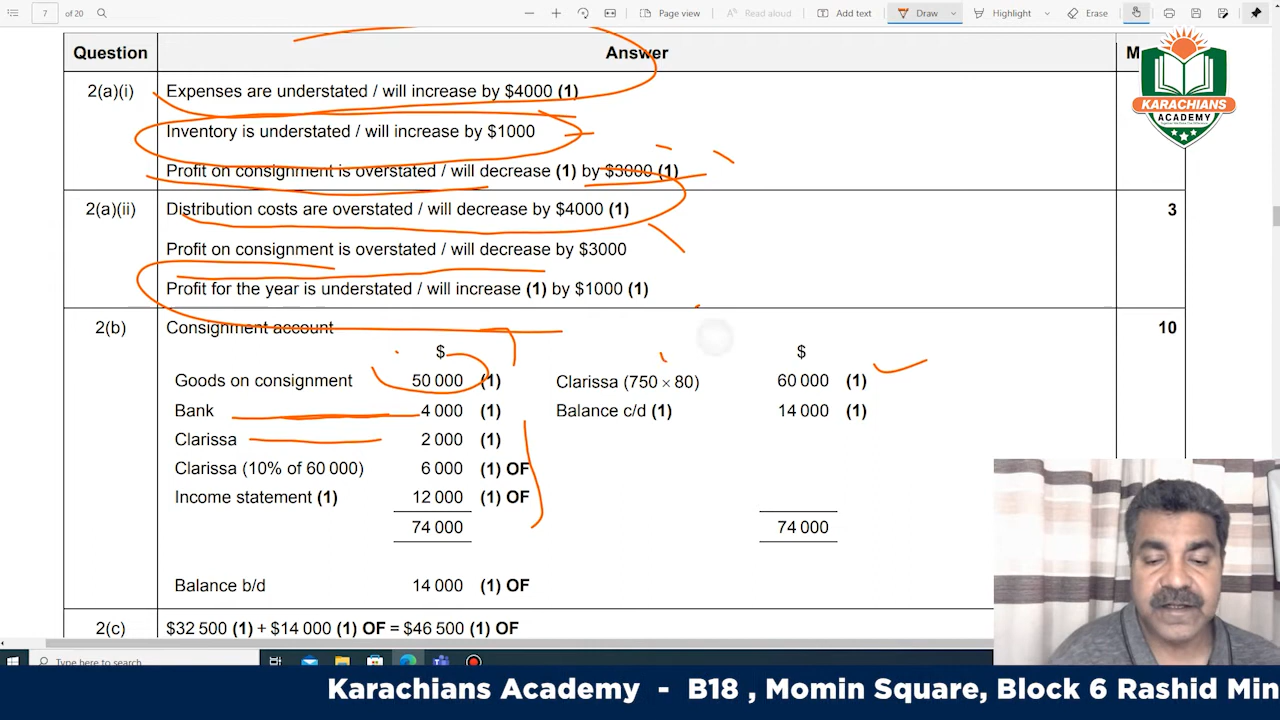 7 of 20
Page view
Read aloud
Add text
Draw
Highlight
Erase
Question Answer M
KARACHIANS
ACADEMY
2(a)(i) Expenses are understated / will increase by $4000 (1)
Inventory is understated / will increase by $1000
Profit on consignment is overstated / will decrease (1) by $3000 (1)
2(a)(ii) Distribution costs are overstated / will decrease by $4000 (1) 3
Profit on consignment is overstated / will decrease by $3000
Profit for the year is understated / will increase (1) by $1000 (1)
2(b) Consignment account 10
$ $
Goods on consignment 50 000 (1) Clarissa (750 × 80) 60 000 (1)
Bank 4 000 (1) Balance c/d (1) 14 000 (1)
Clarissa 2 000 (1)
Clarissa (10% of 60 000) 6 000 (1) OF
Income statement (1) 12 000 (1) OF
74 000 74 000
Balance b/d 14 000 (1) OF
2(c) $32 500 (1) + $14 000 (1) OF = $46 500 (1) OF
Type here to search
Karachians Academy - B18 , Momin Square, Block 6 Rashid Min